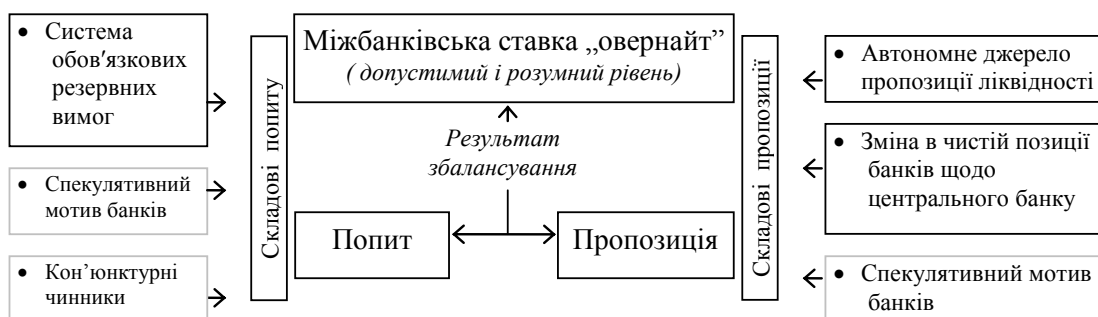 • Система
обов′язкових
резервних
вимог
• Спекулятивний
мотив банків
• Кон’юнктурні
чинники
Складові попиту
Міжбанківська ставка „овернайт”
( допустимий і розумний рівень)
Результат
збалансування
Попит
Пропозиція
Складові пропозиції
• Автономне джерело
пропозиції ліквідності
• Зміна в чистій позиції
банків щодо
центрального банку
• Спекулятивний мотив
банків